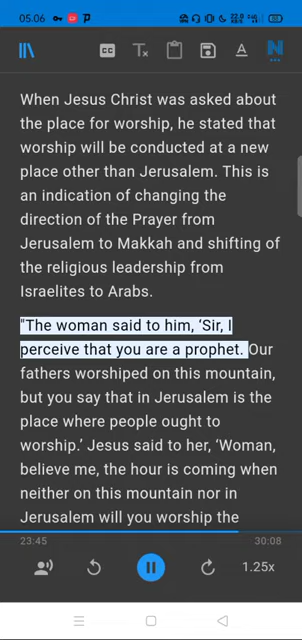 05.06
When Jesus Christ was asked about
the place for worship, he stated that
worship will be conducted at a new
place other than Jerusalem. This is
an indication of changing the
direction of the Prayer from
Jerusalem to Makkah and shifting of
the religious leadership from
Israelites to Arabs.
"The woman said to him, ‘Sir, I
perceive that you are a prophet. Our
fathers worshiped on this mountain,
but you say that in Jerusalem is the
place where people ought to
worship.’ Jesus said to her, ‘Woman,
believe me, the hour is coming when
neither on this mountain nor in
Jerusalem will you worship the
23:45 30:08
1.25x